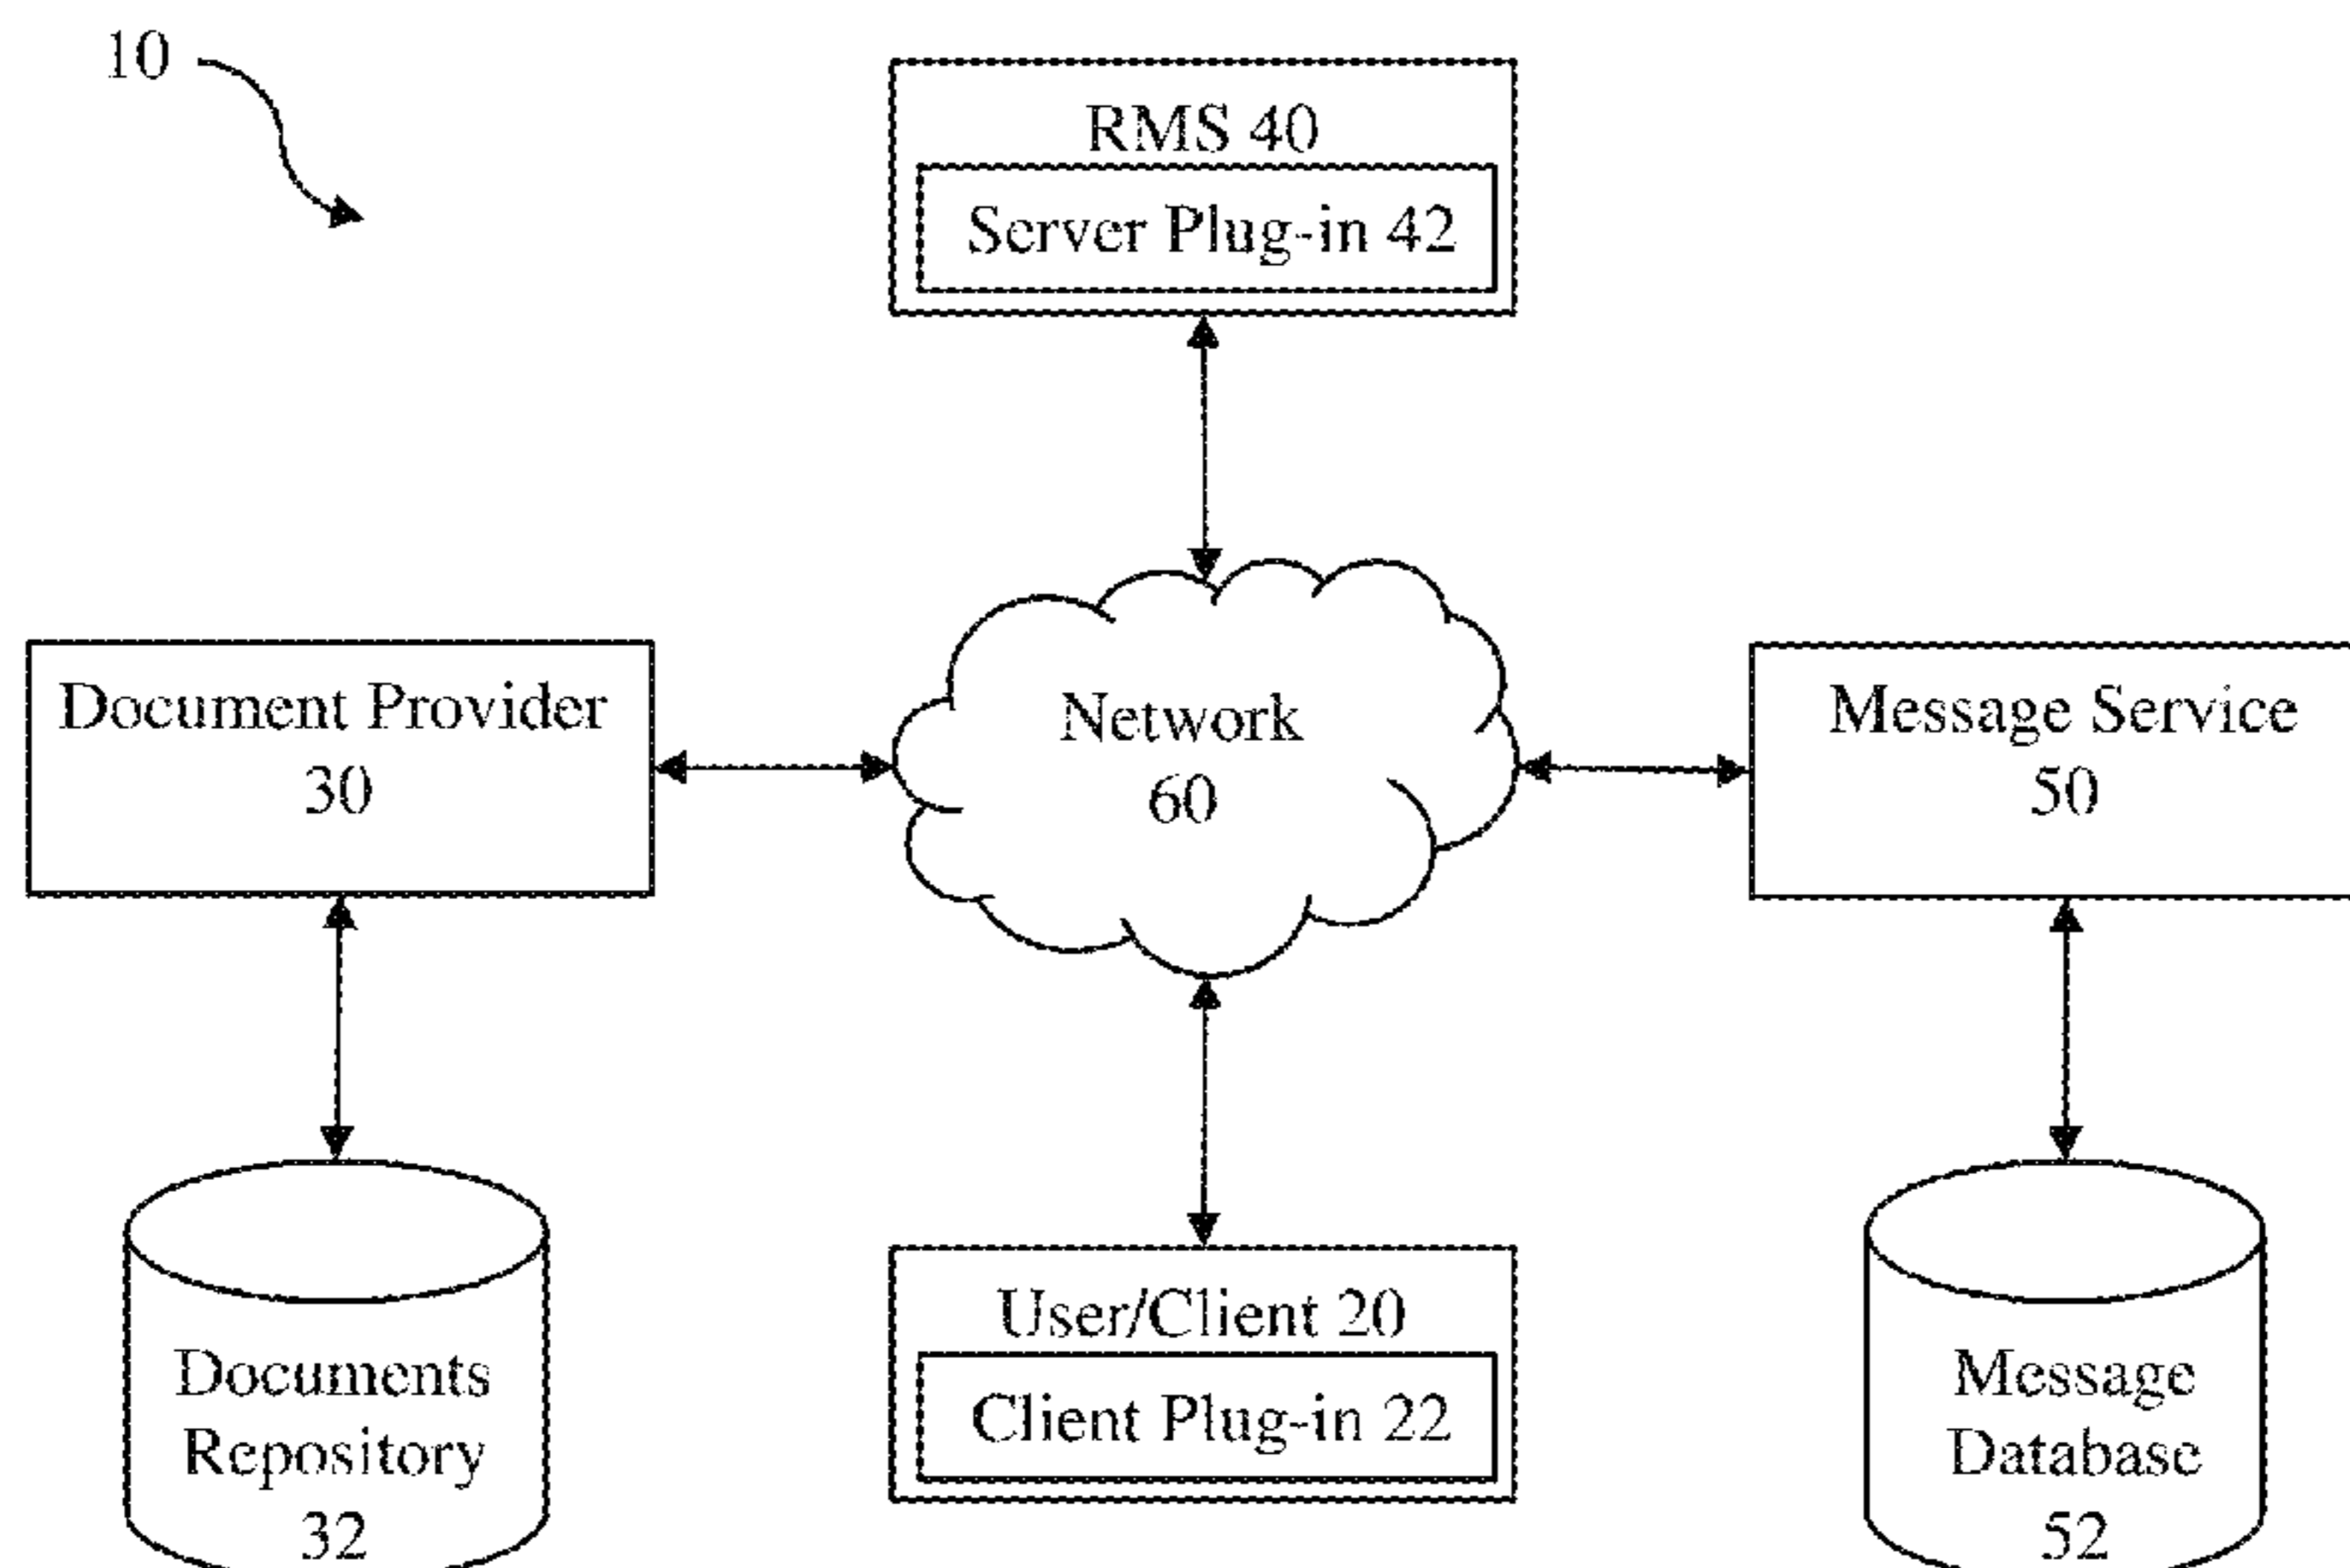 10
RMS 40
Server Plug-in 42
Document Provider
30
Network
60
Message Service
50
User/Client 20
Client Plug-in 22
Documents
Repository
32
Message
Database
52